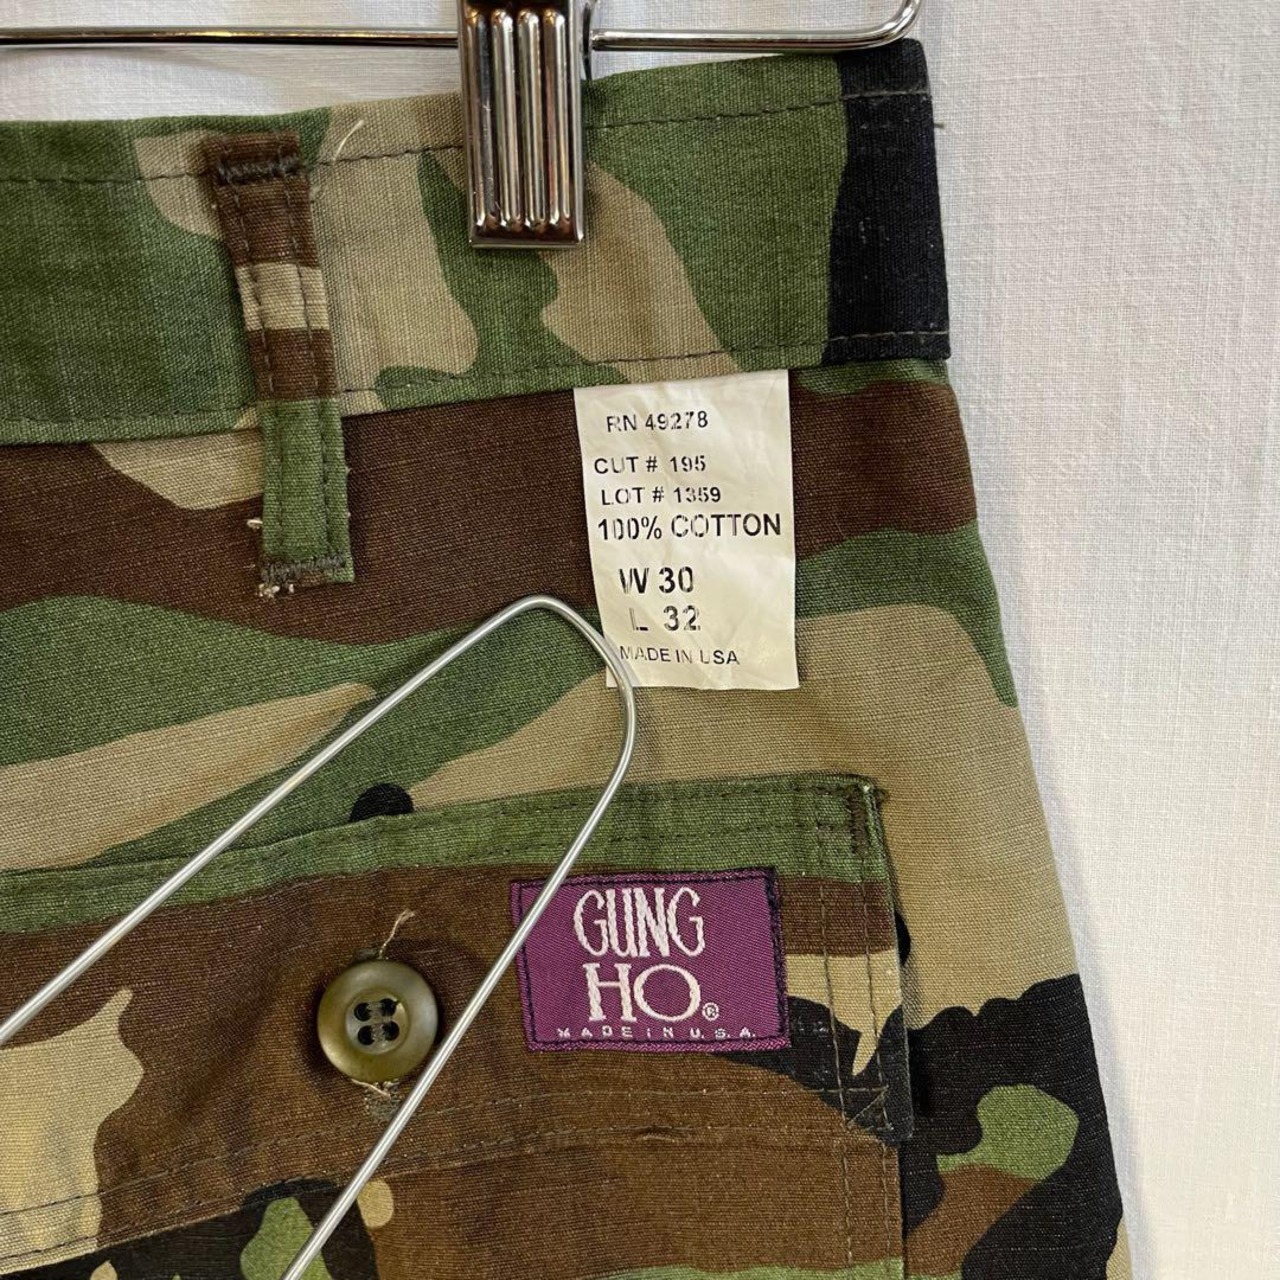 RN 49278
CUT # 195
LOT # 1359
100% COTTON
W 30
L 32
MADE IN USA
GUNG
HO®
MADE IN U.S.A.